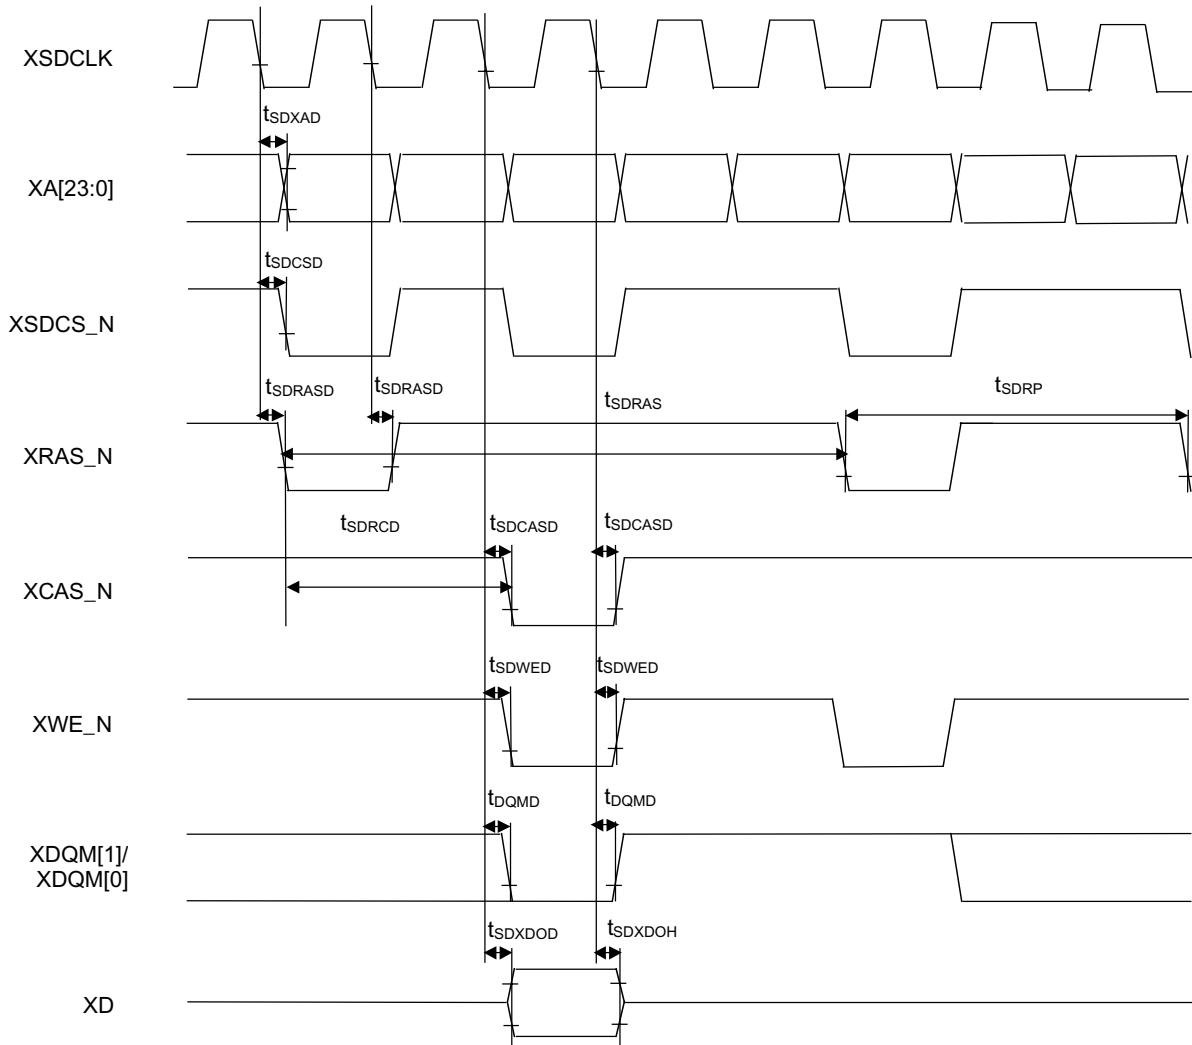 XSDCLK
tSDXAD
XA[23:0]
tSDCSD
XSDCS_N
tSDRASD tSDRASD tSDRAS tSDRP
XRAS_N
tSDRCD tSDCASD tSDCASD
XCAS_N
tSDWED tSDWED
XWE_N
tDQMD tDQMD
XDQM[1]/
XDQM[0]
tSDXDOD tSDXDOH
XD